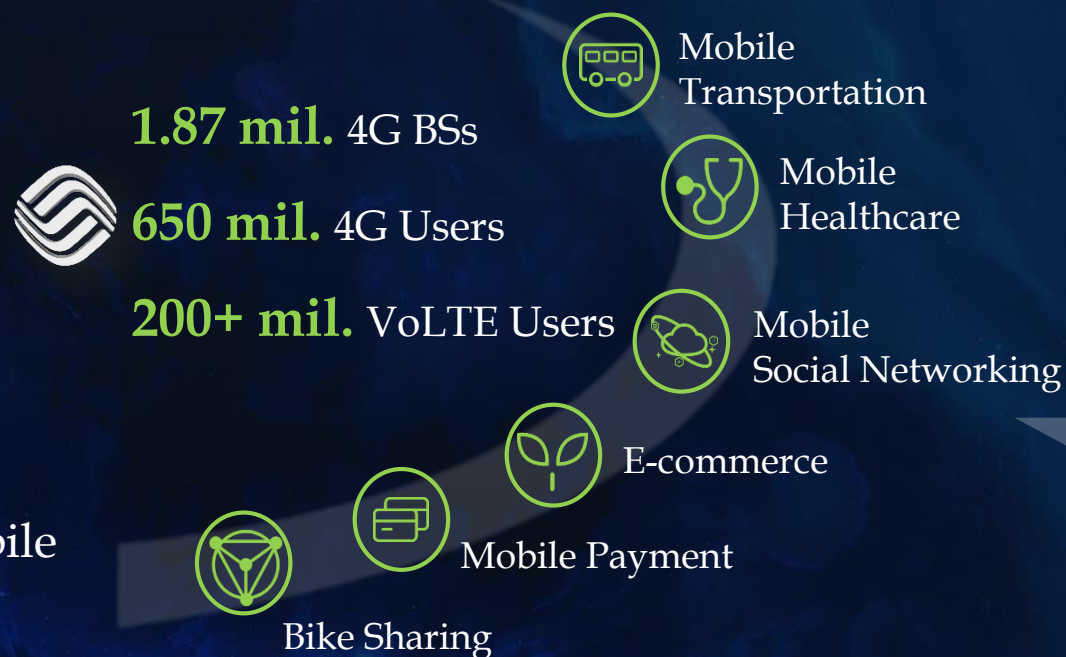 Mobile
Transportation
1.87 mil. 4G BSs
Mobile
Healthcare
650 mil. 4G Users
200+ mil. VoLTE Users
Mobile
Social Networking
E-commerce
Mobile Payment
Bike Sharing